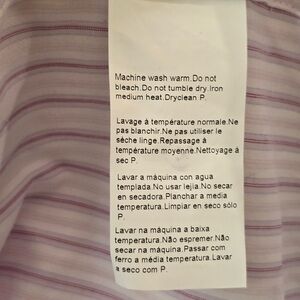 Machine wash warm.Do not
bleach.Do not tumble dry.Iron
medium heat.Dryclean P.
Lavage à température normale.Ne
pas blanchir.Ne pas utiliser le
sèche linge.Repassage à
température moyenne.Nettoyage à
sec P.
Lavar a máquina con agua
templada.No usar lejia.No secar
en secadora.Planchar a media
temperatura.Limpiar en seco sólo
P.
Lavar na máquina a baixa
temperatura.Não espremer.Não
secar na máquina.Passar com
ferro a média temperatura.Lavar
a seco com P.